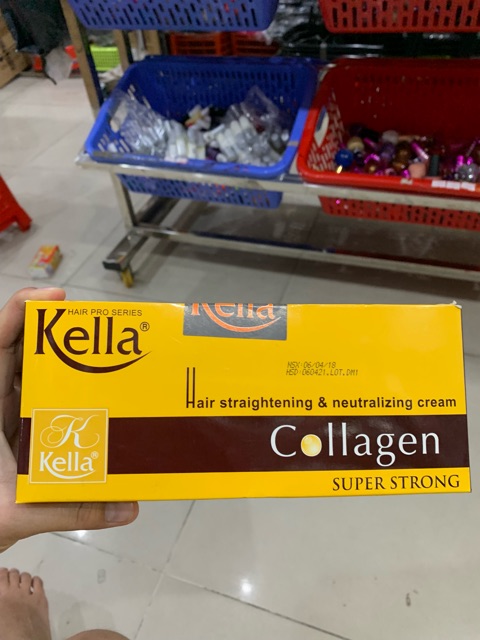 HAIR PRO SERIES
Kella®
Kella
NSX: 06/04/18
HSD: 060421.LOT.DM1
Hair straightening & neutralizing cream
K
Kella®
Collagen
SUPER STRONG